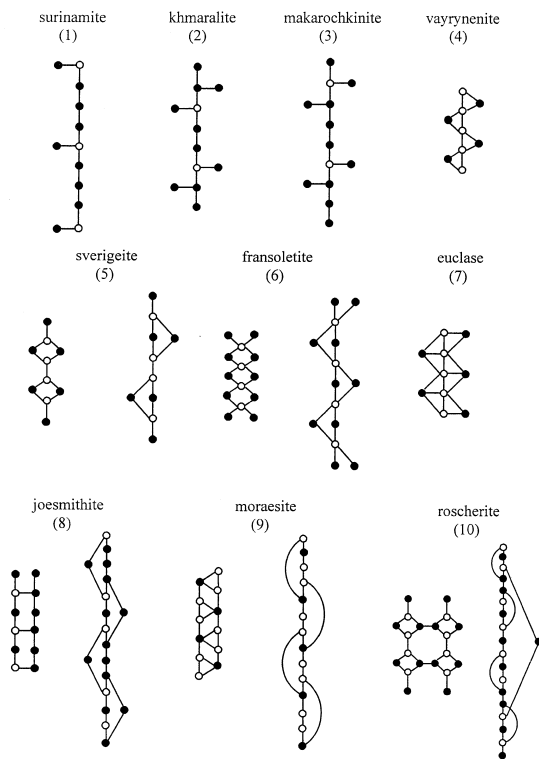 surinamite
(1)
khmaralite
(2)
makarochkinite
(3)
vayrynenite
(4)
sverigeite
(5)
fransoletite
(6)
euclase
(7)
joesmithite
(8)
moraesite
(9)
roscherite
(10)